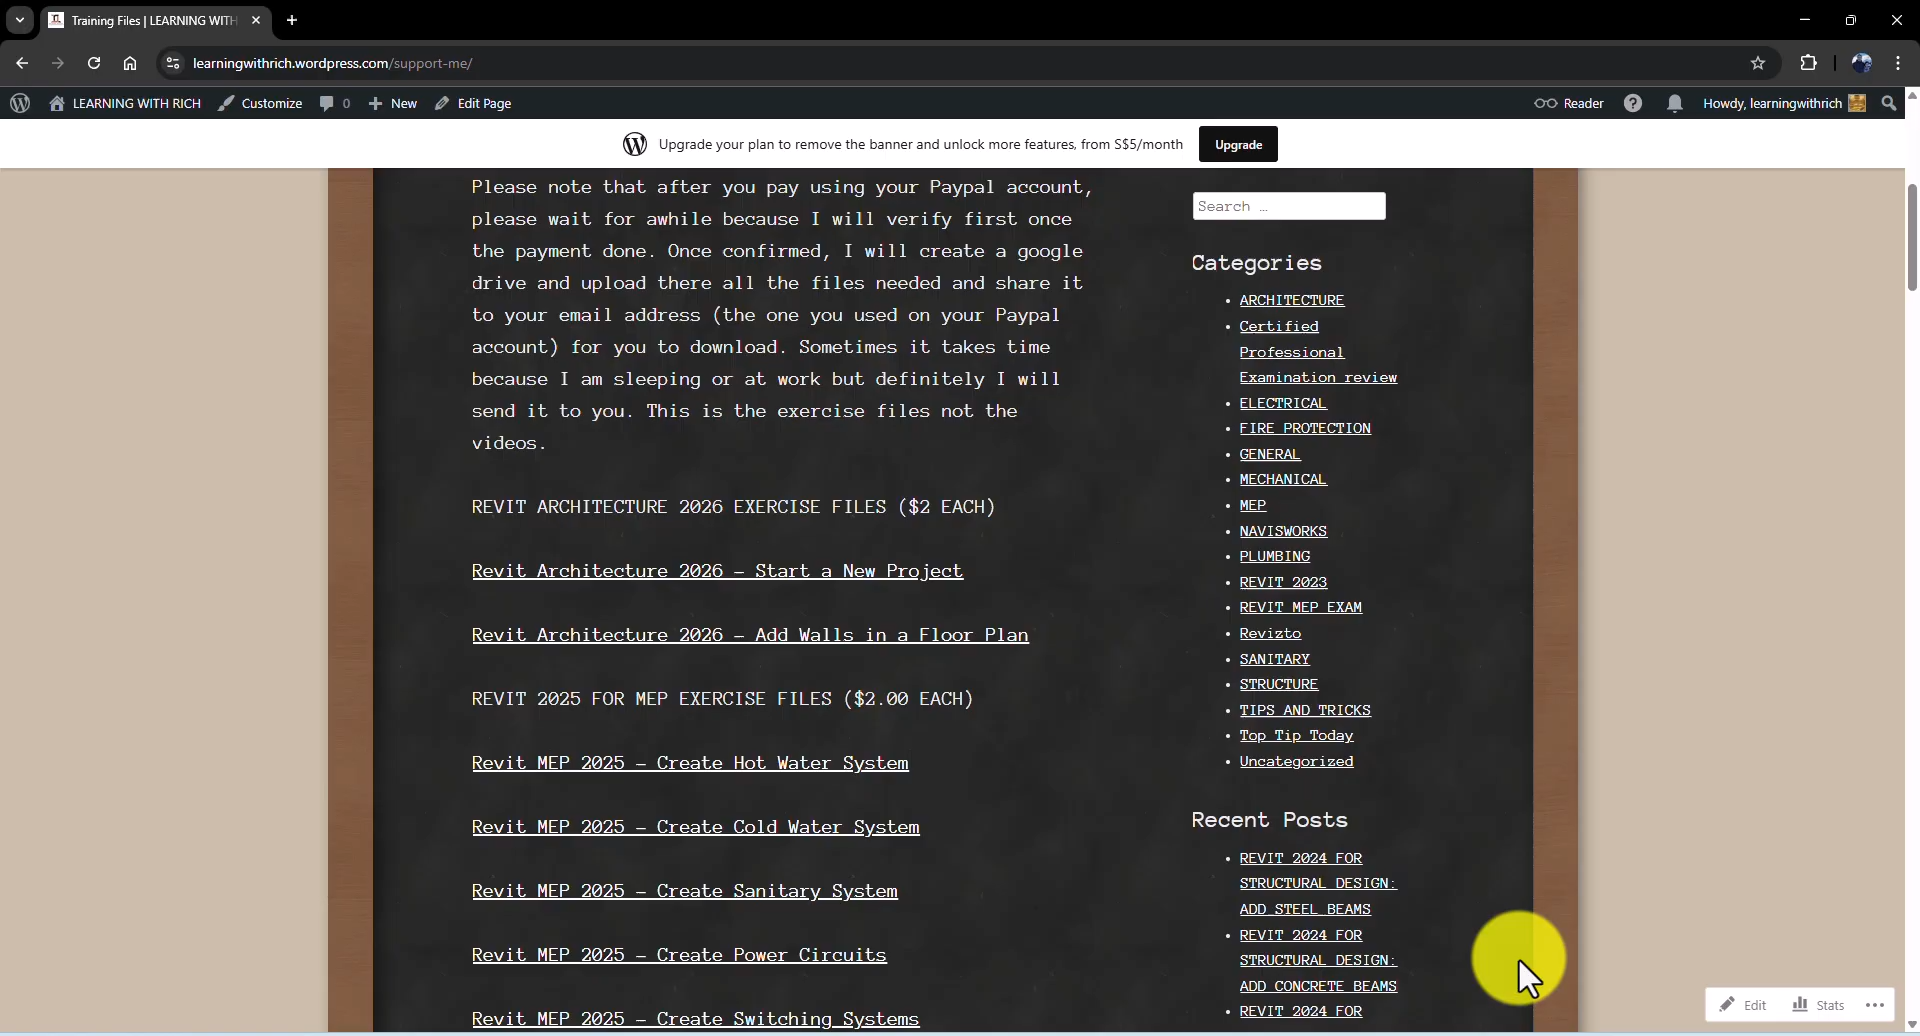 Training Files | LEARNING WITH
learningwithrich.wordpress.com/support-me/
LEARNING WITH RICH
Customize
0
New
Edit Page
Reader
Howdy, learningwithrich
Upgrade your plan to remove the banner and unlock more features, from S$5/month
Upgrade
Please note that after you pay using your Paypal account,
please wait for awhile because I will verify first once
the payment done. Once confirmed, I will create a google
drive and upload there all the files needed and share it
to your email address (the one you used on your Paypal
account) for you to download. Sometimes it takes time
because I am sleeping or at work but definitely I will
send it to you. This is the exercise files not the
videos.
REVIT ARCHITECTURE 2026 EXERCISE FILES ($2 EACH)
Revit Architecture 2026 – Start a New Project
Revit Architecture 2026 – Add Walls in a Floor Plan
REVIT 2025 FOR MEP EXERCISE FILES ($2.00 EACH)
Revit MEP 2025 – Create Hot Water System
Revit MEP 2025 – Create Cold Water System
Revit MEP 2025 – Create Sanitary System
Revit MEP 2025 – Create Power Circuits
Revit MEP 2025 – Create Switching Systems
Search …
Categories
ARCHITECTURE
Certified
Professional
Examination review
ELECTRICAL
FIRE PROTECTION
GENERAL
MECHANICAL
MEP
NAVISWORKS
PLUMBING
REVIT 2023
REVIT MEP EXAM
Revizto
SANITARY
STRUCTURE
TIPS AND TRICKS
Top Tip Today
Uncategorized
Recent Posts
REVIT 2024 FOR
STRUCTURAL DESIGN:
ADD STEEL BEAMS
REVIT 2024 FOR
STRUCTURAL DESIGN:
ADD CONCRETE BEAMS
REVIT 2024 FOR
Edit
Stats